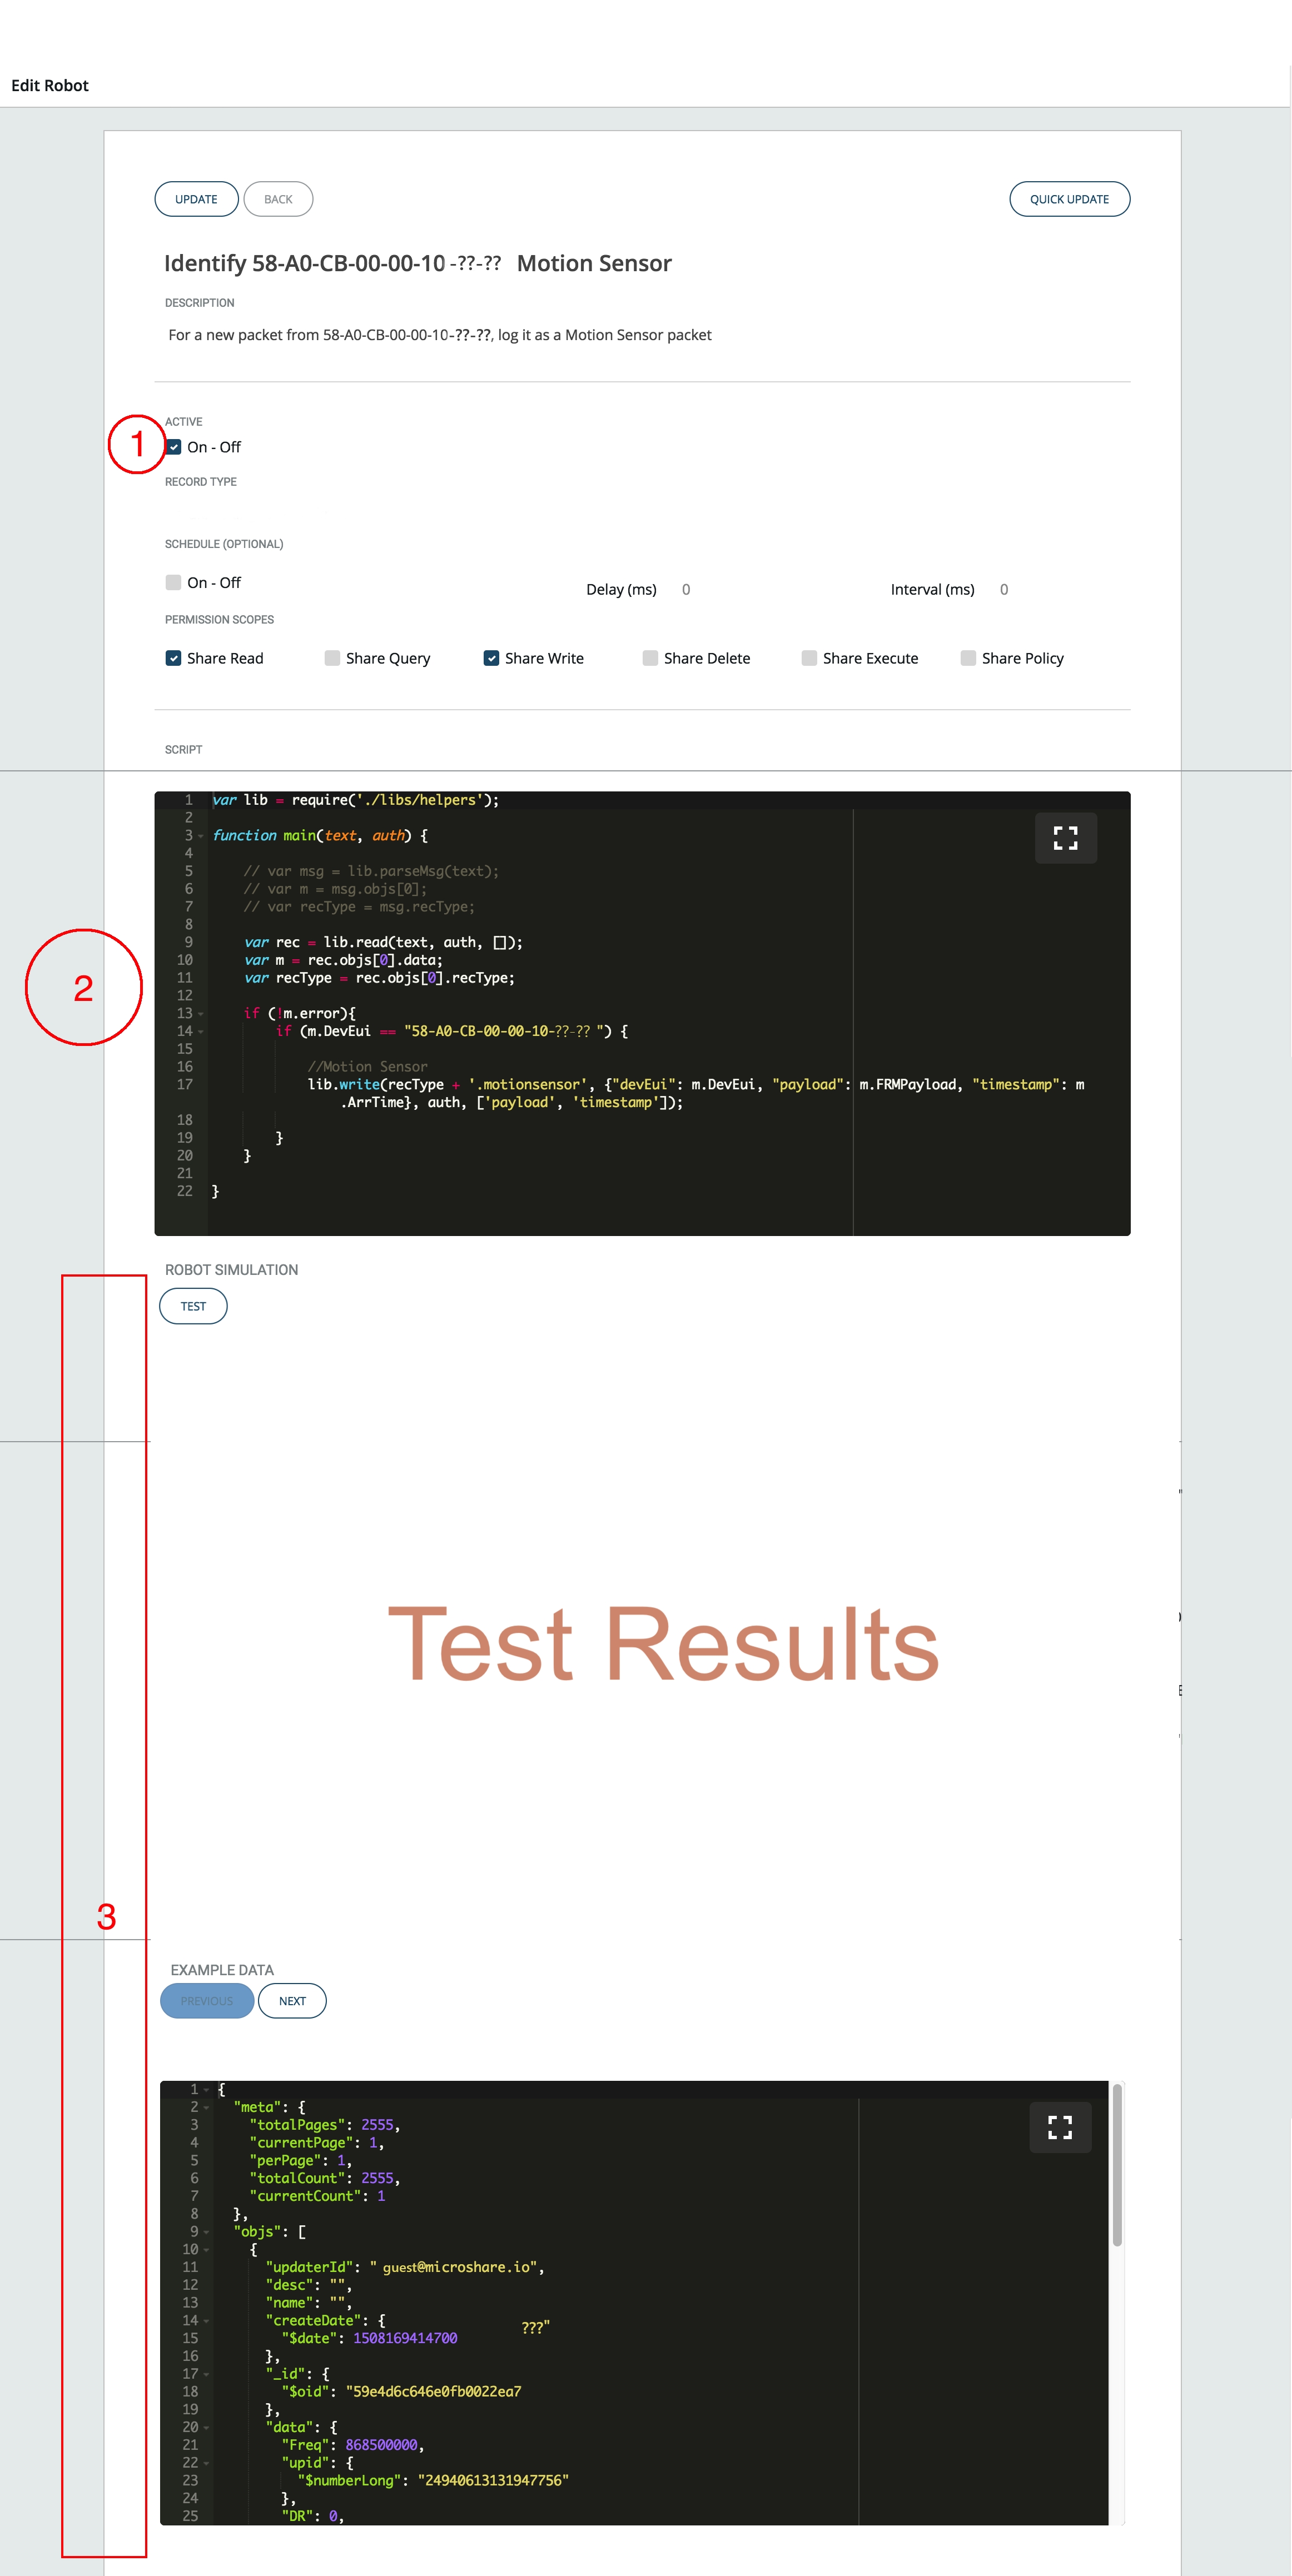 Edit Robot
UPDATE BACK QUICK UPDATE
Identify 58-A0-CB-00-00-10-??-?? Motion Sensor
DESCRIPTION
For a new packet from 58-A0-CB-00-00-10-??-??, log it as a Motion Sensor packet
ACTIVE
1
On - Off
RECORD TYPE
SCHEDULE (OPTIONAL)
On - Off Delay (ms) 0 Interval (ms) 0
PERMISSION SCOPES
Share Read Share Query Share Write Share Delete Share Execute Share Policy
SCRIPT
1 var lib = require('./libs/helpers');
2
3 function main(text, auth) {
4
5 // var msg = lib.parseMsg(text);
6 // var m = msg.objs[0];
7 // var recType = msg.recType;
8
9 var rec = lib.read(text, auth, []);
2
10 var m = rec.objs[0].data;
11 var recType = rec.objs[0].recType;
12
13 if (!m.error){
14 if (m.DevEui == "58-A0-CB-00-00-10-??-?? ") {
15
16 //Motion Sensor
17 lib.write(recType + '.motionsensor', {"devEui": m.DevEui, "payload": m.FRMPayload, "timestamp": m
.ArrTime}, auth, ['payload', 'timestamp']);
18
19 }
20 }
21
22 }
ROBOT SIMULATION
TEST
Test Results
3
EXAMPLE DATA
PREVIOUS NEXT
1 {
2 "meta": {
3 "totalPages": 2555,
4 "currentPage": 1,
5 "perPage": 1,
6 "totalCount": 2555,
7 "currentCount": 1
8 },
9 "objs": [
10 {
11 "updaterId": " guest@microshare.io",
12 "desc": "",
13 "name": "",
14 "createDate": {
???"
15 "$date": 1508169414700
16 },
17 "_id": {
18 "$oid": "59e4d6c646e0fb0022ea7
19 },
20 "data": {
21 "Freq": 868500000,
22 "upid": {
23 "$numberLong": "24940613131947756"
24 },
25 "DR": 0,